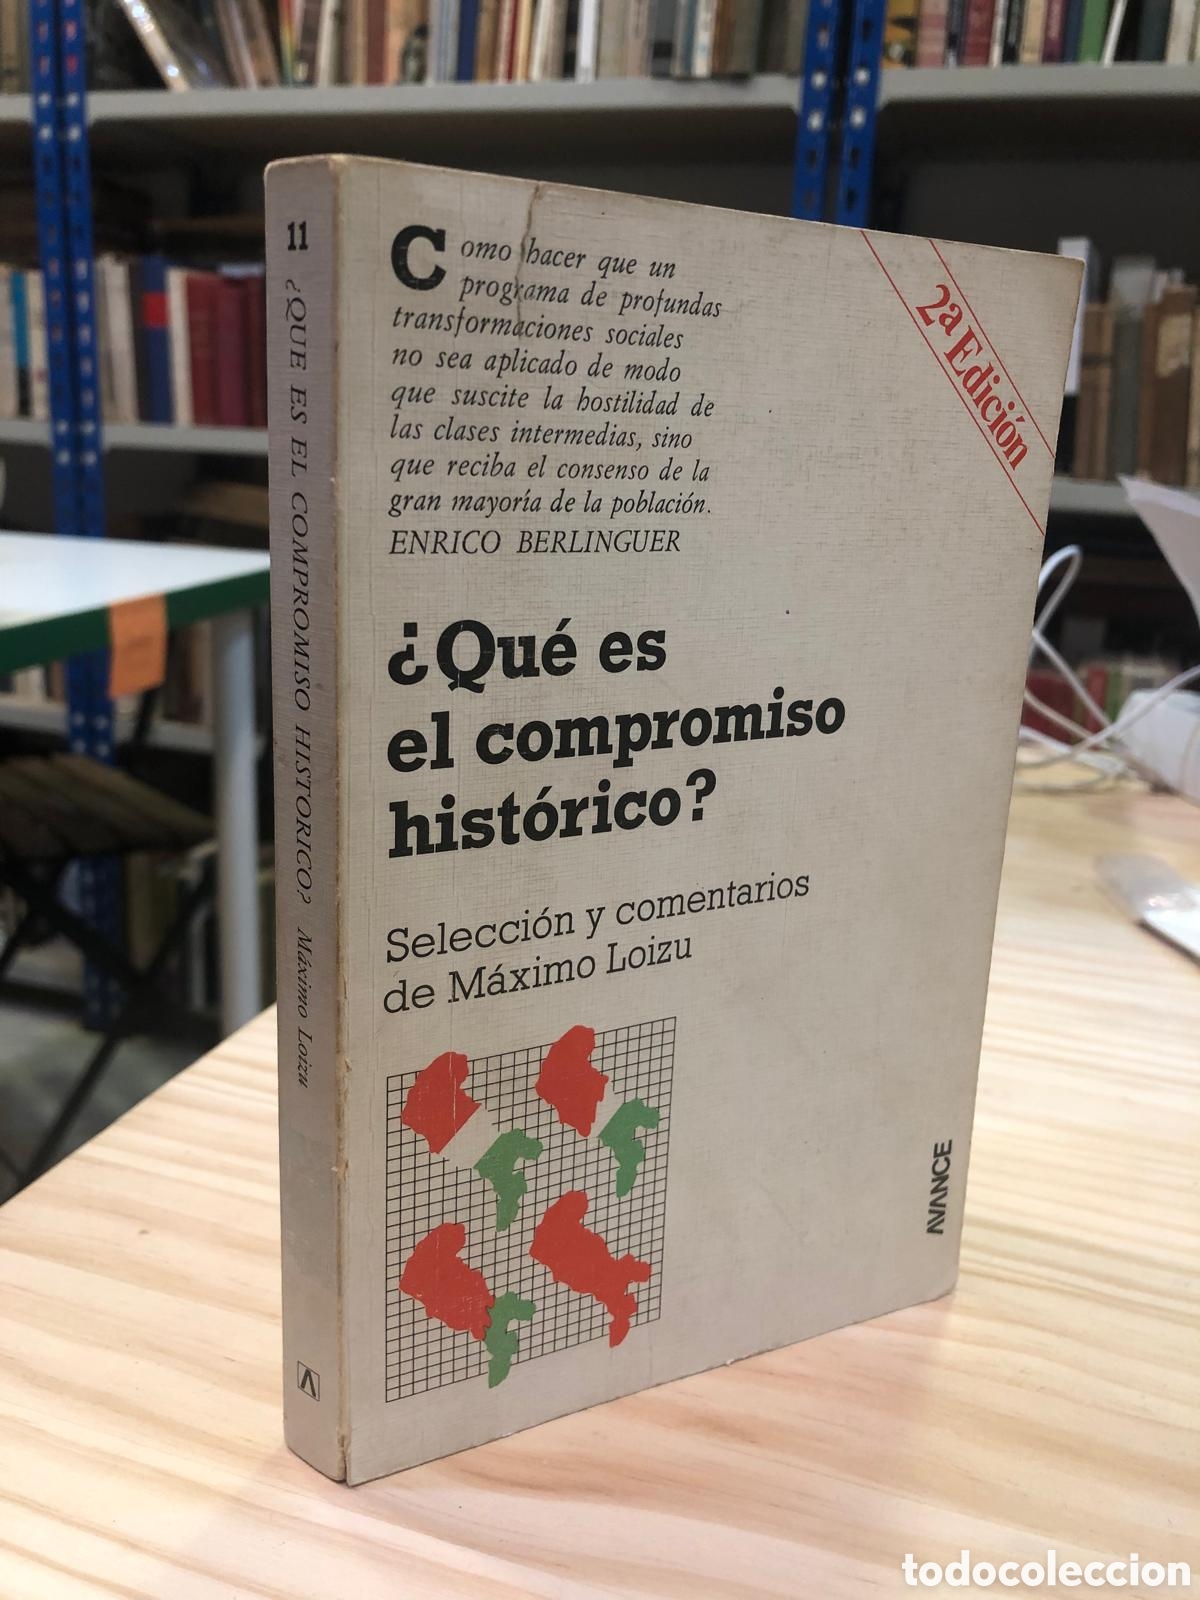 11
¿QUE ES EL COMPROMISO HISTORICO? Máximo Loizu
Como hacer que un
programa de profundas
transformaciones sociales
no sea aplicado de modo
que suscite la hostilidad de
las clases intermedias, sino
que reciba el consenso de la
gran mayoría de la población.
ENRICO BERLINGUER
2a Edición
¿Qué es
el compromiso
histórico?
Selección y comentarios
de Máximo Loizu
AVANCE
todocoleccion